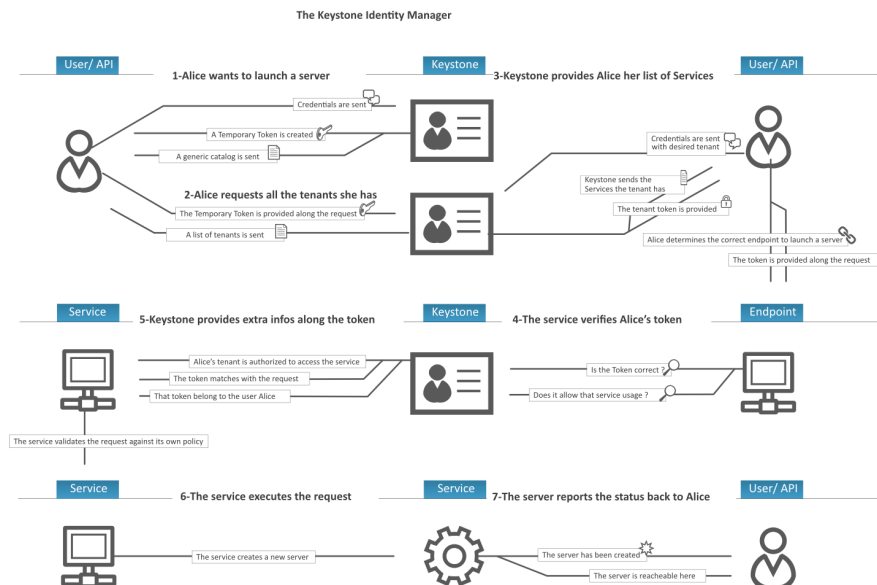 The Keystone Identity Manager
User/ API
Keystone
User/ API
1-Alice wants to launch a server
3-Keystone provides Alice her list of Services
Credentials are sent
A Temporary Token is created
A generic catalog is sent
Credentials are sent
with desired tenant
2-Alice requests all the tenants she has
Keystone sends the
Services the tenant has
The Temporary Token is provided along the request
The tenant token is provided
A list of tenants is sent
Alice determines the correct endpoint to launch a server
The token is provided along the request
Service
Keystone
Endpoint
5-Keystone provides extra infos along the token
4-The service verifies Alice's token
Alice's tenant is authorized to access the service
The token matches with the request
That token belong to the user Alice
Is the Token correct ?
Does it allow that service usage ?
The service validates the request against its own policy
Service
Service
User/ API
6-The service executes the request
7-The server reports the status back to Alice
The service creates a new server
The server has been created
The server is reacheable here